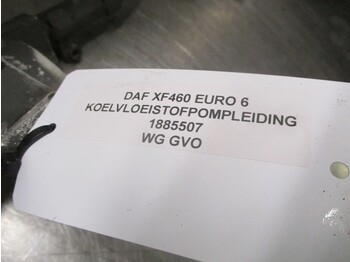 DAF XF460 EURO 6
KOELVLOEISTOFPOMPLEIDING
1885507
WG GVO